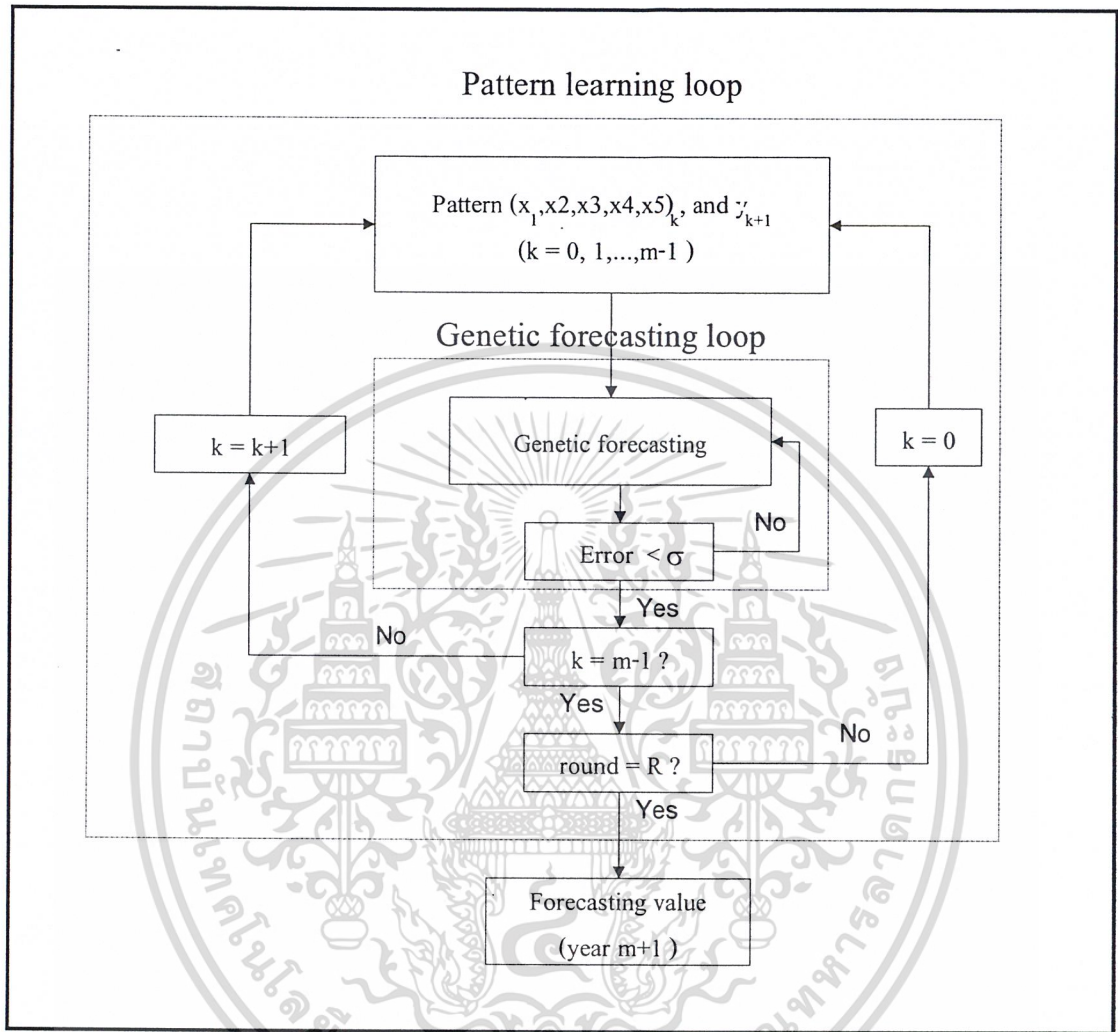 Pattern learning loop
Pattern (x₁,x2,x3,x4,x5)ₖ, and yₖ₊₁
(k = 0, 1,...,m-1 )
Genetic forecasting loop
Genetic forecasting
k = k+1
k = 0
No
Error < σ
Yes
No
k = m-1 ?
Yes
No
round = R ?
Yes
Forecasting value
(year m+1 )